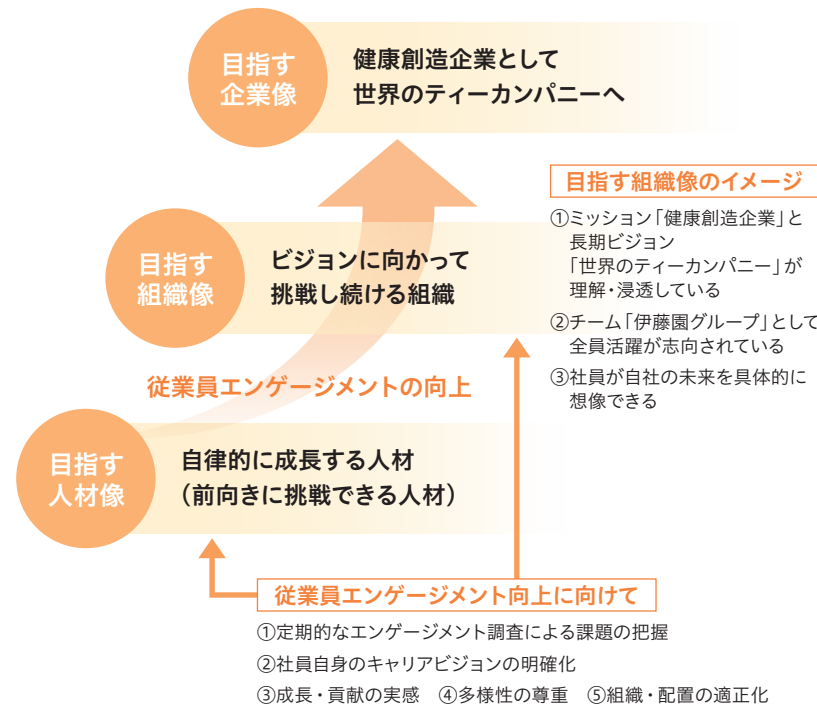 目指す
企業像
健康創造企業として
世界のティーカンパニーへ
目指す
組織像
ビジョンに向かって
挑戦し続ける組織
目指す組織像のイメージ
①ミッション「健康創造企業」と
長期ビジョン
「世界のティーカンパニー」が
理解・浸透している
②チーム「伊藤園グループ」として
全員活躍が志向されている
③社員が自社の未来を具体的に
想像できる
従業員エンゲージメントの向上
目指す
人材像
自律的に成長する人材
（前向きに挑戦できる人材）
従業員エンゲージメント向上に向けて
①定期的なエンゲージメント調査による課題の把握
②社員自身のキャリアビジョンの明確化
③成長・貢献の実感　④多様性の尊重　⑤組織・配置の適正化